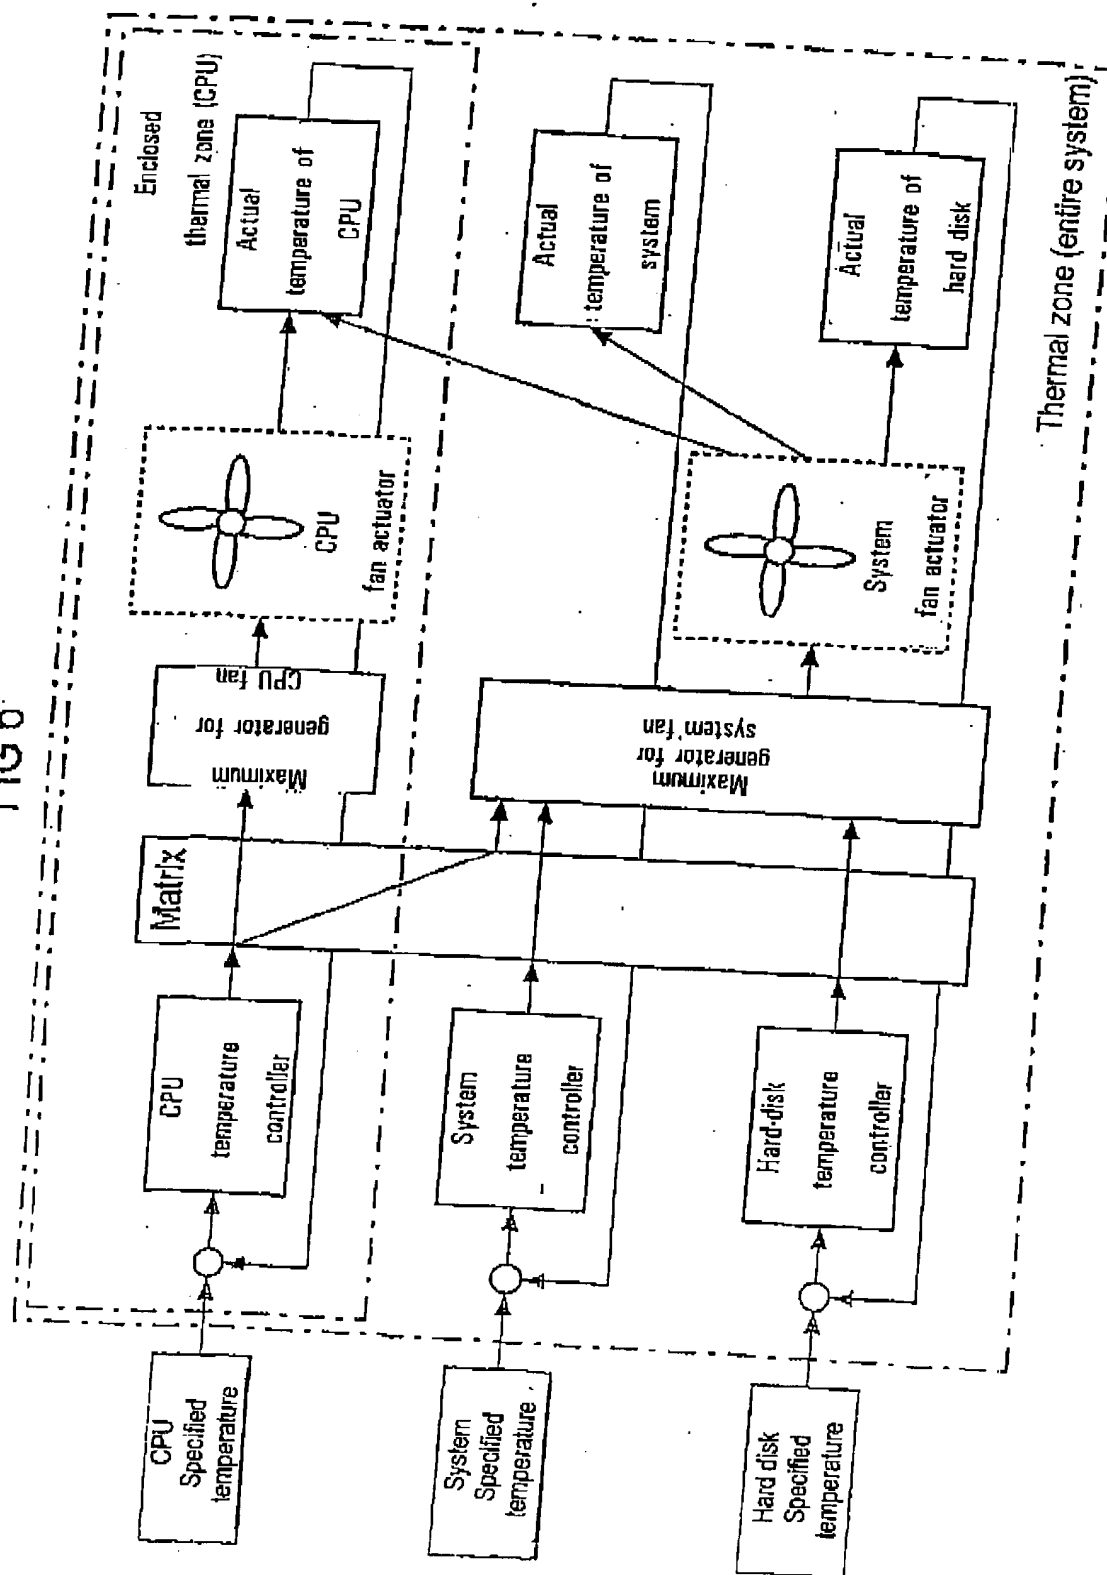 FIG 6
Enclosed
thermal zone (CPU)
CPU
Specified
temperature
CPU
temperature
controller
Matrix
Maximum
generator for
CPU fan
CPU
fan actuator
Actual
temperature of
CPU
System
Specified
temperature
System
temperature
controller
Maximum
generator for
system fan
System
fan actuator
Actual
temperature of
system
Hard disk
Specified
temperature
Hard-disk
temperature
controller
Actual
temperature of
hard disk
Thermal zone (entire system)